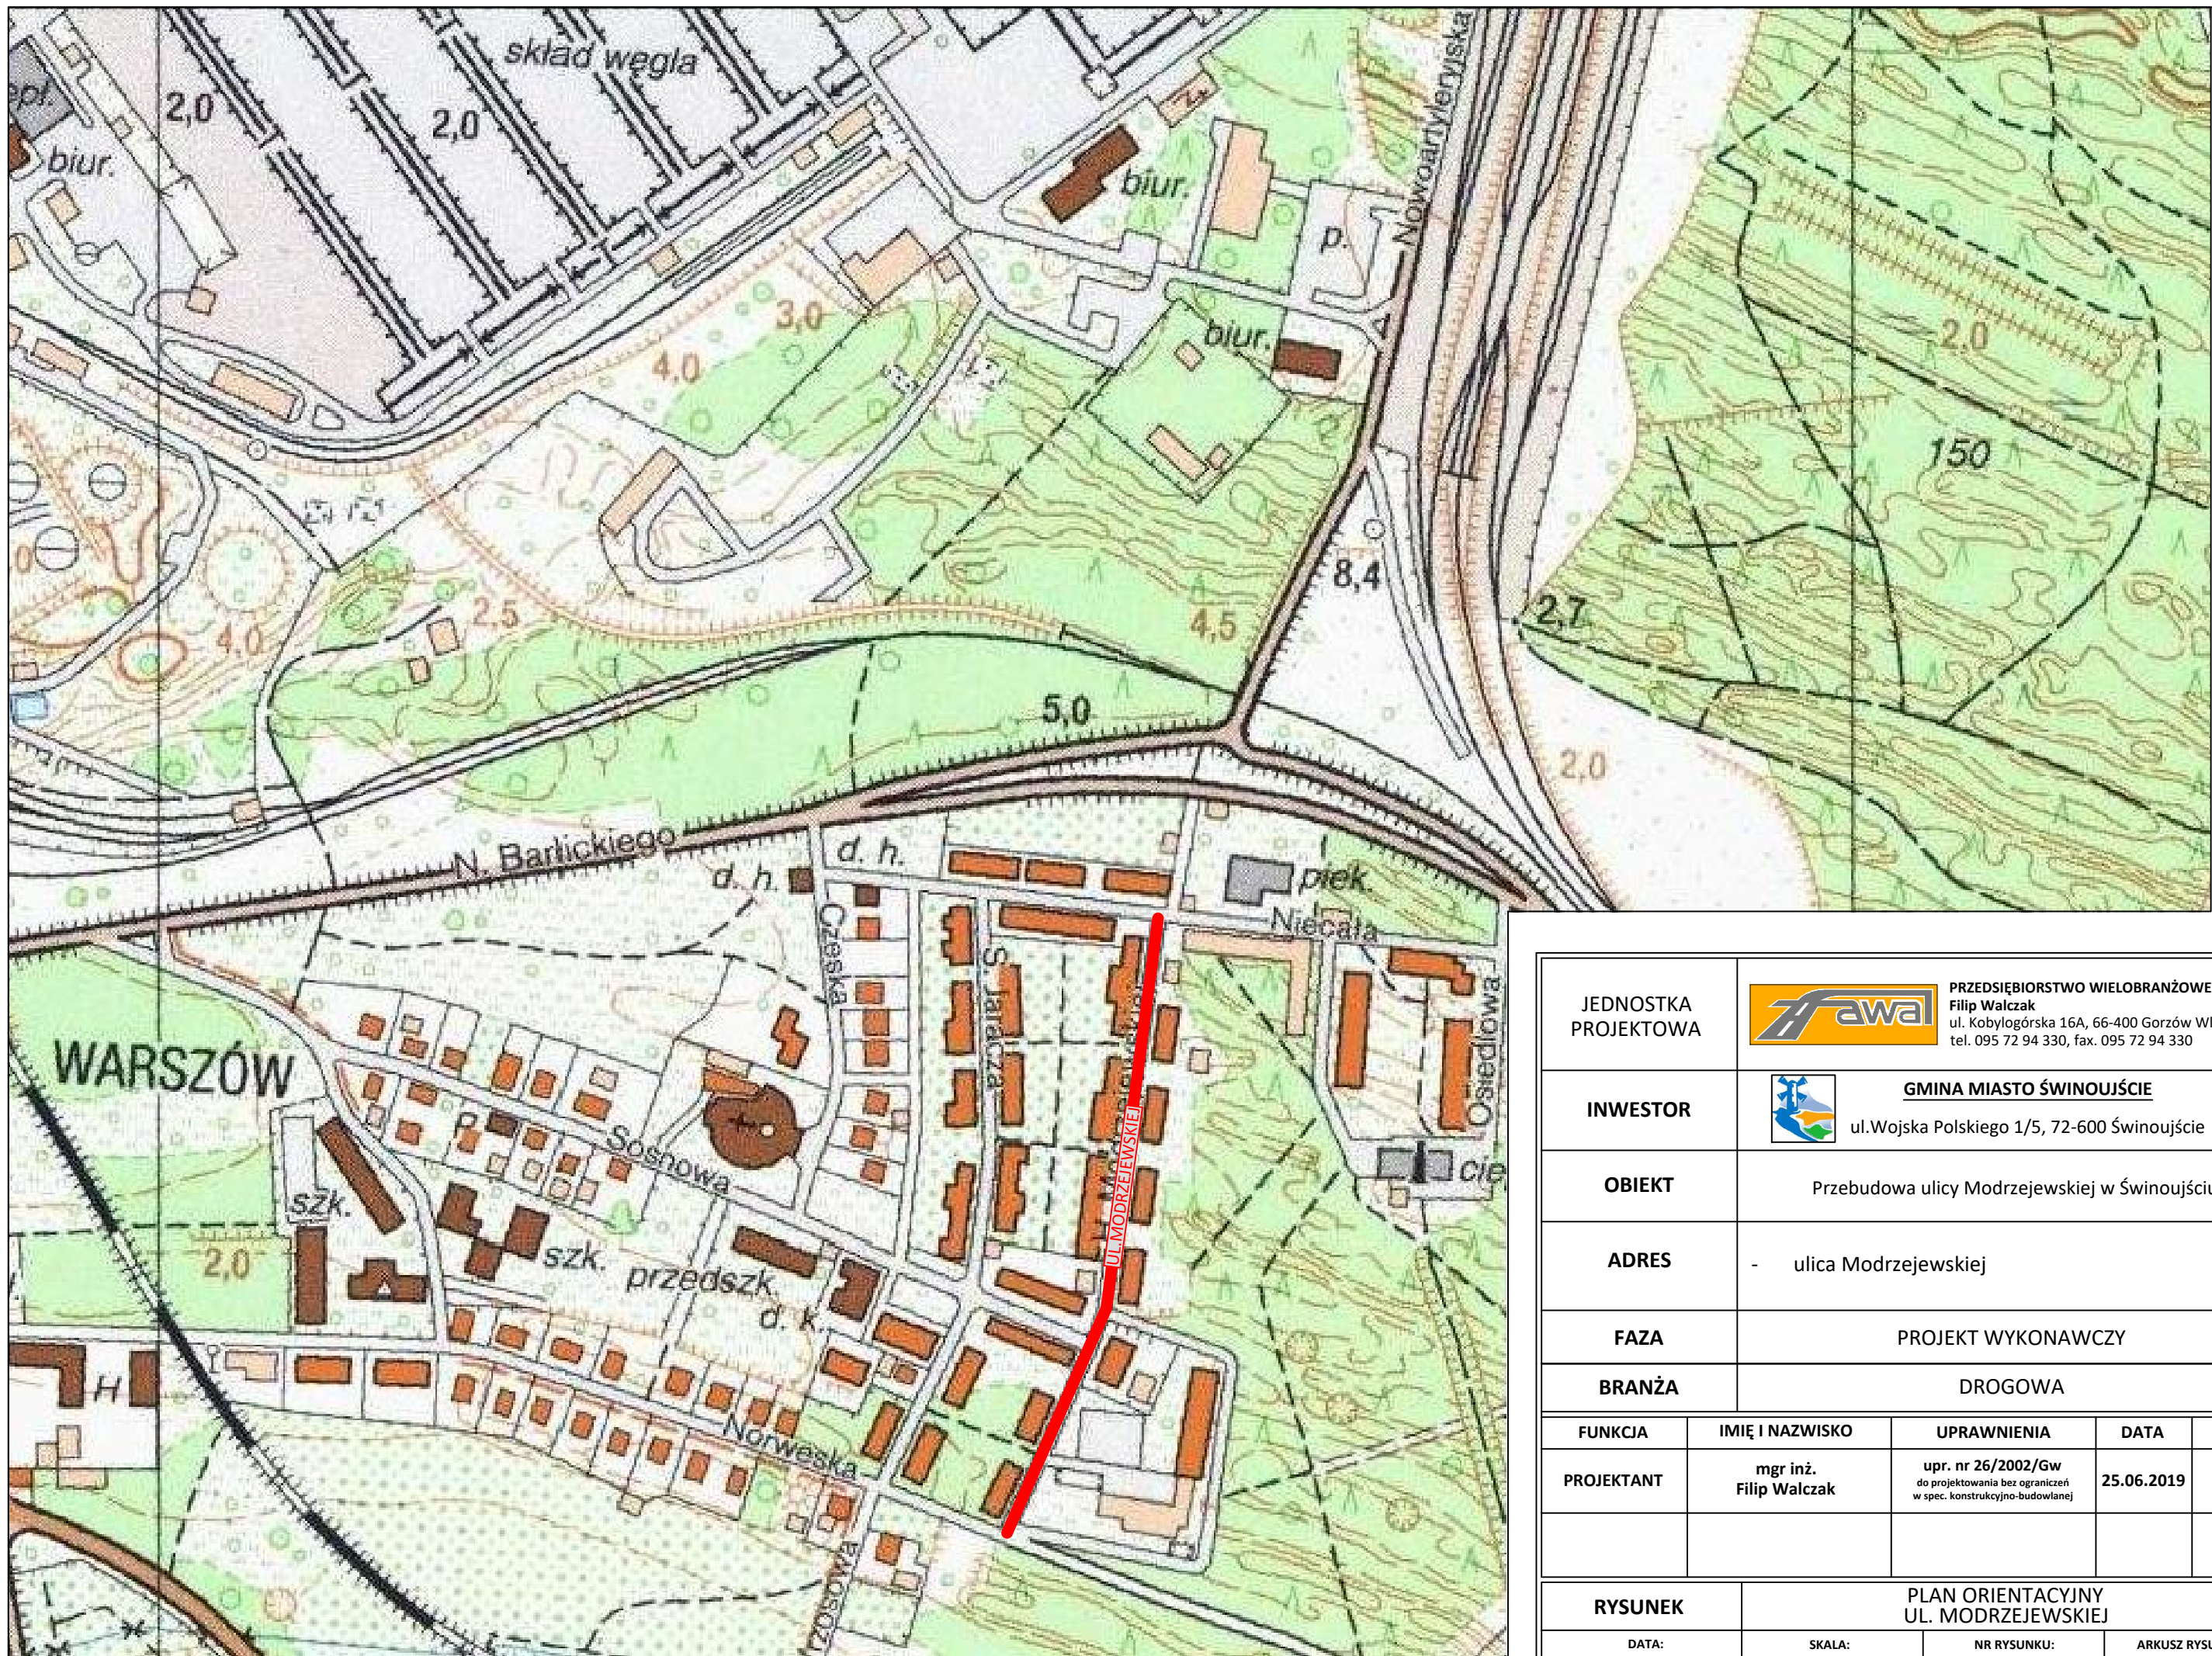 skład węgla
2,0
2,0
biur.
biur.
Nowoartyleryjska
p.
biur.
3,0
4,0
2,0
150
8,4
2,7
4,0
2,5
4,5
5,0
2,0
N. Barlickiego
d. h.
d. h.
piek.
Niecała
Czeska
S. Jaracza
Osiedlowa
WARSZÓW
UL.MODRZEJEWSKIEJ
Sosnowa
szk.
2,0
szk.
przedszk.
d. k.
H
Norweska
JEDNOSTKA
PROJEKTOWA
awal
PRZEDSIĘBIORSTWO WIELOBRANŻOWE
Filip Walczak
ul. Kobylogórska 16A, 66-400 Gorzów Wl
tel. 095 72 94 330, fax. 095 72 94 330
INWESTOR
GMINA MIASTO ŚWINOUJŚCIE
ul.Wojska Polskiego 1/5, 72-600 Świnoujście
OBIEKT
Przebudowa ulicy Modrzejewskiej w Świnoujściu
ADRES
- ulica Modrzejewskiej
FAZA
PROJEKT WYKONAWCZY
BRANŻA
DROGOWA
FUNKCJA IMIĘ I NAZWISKO UPRAWNIENIA DATA
PROJEKTANT
mgr inż.
Filip Walczak
upr. nr 26/2002/Gw
do projektowania bez ograniczeń
w spec. konstrukcyjno-budowlanej
25.06.2019
RYSUNEK
PLAN ORIENTACYJNY
UL. MODRZEJEWSKIEJ
DATA: SKALA: NR RYSUNKU: ARKUSZ RYSU